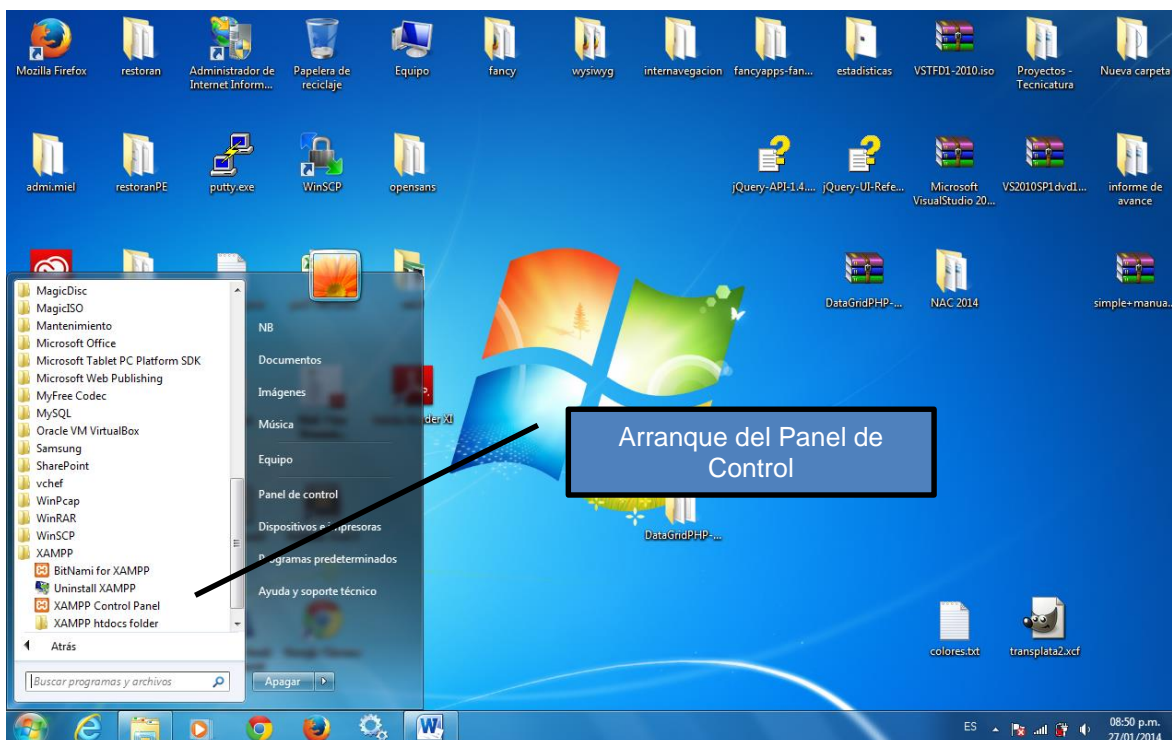 Mozilla Firefox
restoran
Administrador de
Internet Inform...
Papelera de
reciclaje
Equipo
fancy
wysiwyg
internavegacion
fancyapps-fan...
estadisticas
VSTFD1-2010.iso
Proyectos -
Tecnicatura
Nueva carpeta
admi.miel
restoranPE
putty.exe
WinSCP
opensans
jQuery-API-1.4....
jQuery-UI-Refe...
Microsoft
VisualStudio 20...
VS2010SP1dvd1...
informe de
avance
DataGridPHP-...
NAC 2014
simple+manua...
MagicDisc
MagicISO
Mantenimiento
Microsoft Office
Microsoft Tablet PC Platform SDK
Microsoft Web Publishing
MyFree Codec
MySQL
Oracle VM VirtualBox
Samsung
SharePoint
vchef
WinPcap
WinRAR
WinSCP
XAMPP
BitNami for XAMPP
Uninstall XAMPP
XAMPP Control Panel
XAMPP htdocs folder
Atrás
Buscar programas y archivos
NB
Documentos
Imágenes
Música
Equipo
Panel de control
Dispositivos e impresoras
Programas predeterminados
Ayuda y soporte técnico
Apagar
Arranque del Panel de
Control
DataGridPHP-...
colores.txt
transplata2.xcf
ES
08:50 p.m.
27/01/2014